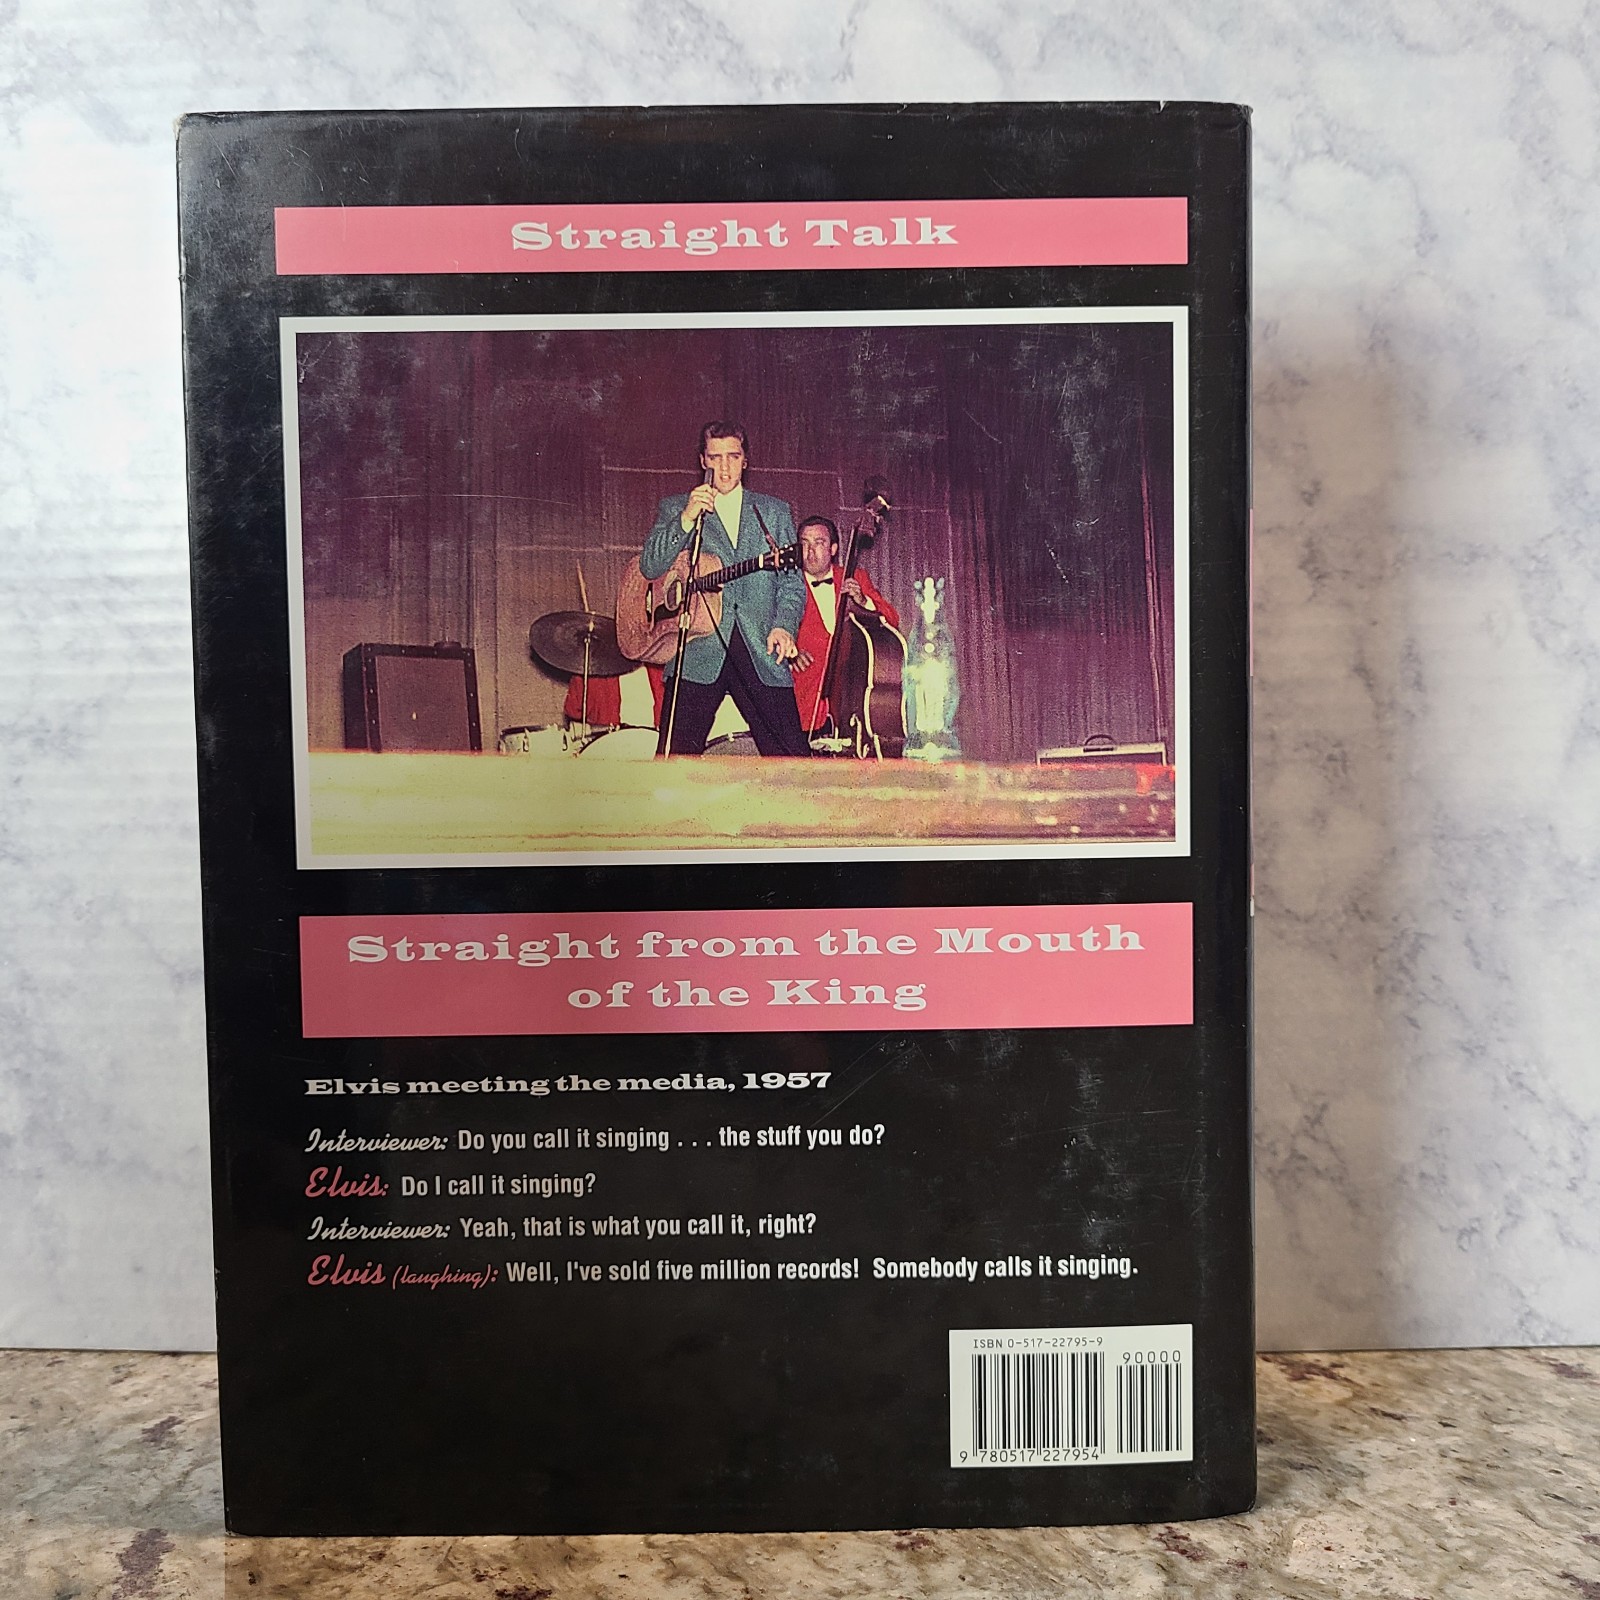 Straight Talk
Straight from the Mouth
of the King
Elvis meeting the media, 1957
Interviewer: Do you call it singing . . . the stuff you do?
Elvis: Do I call it singing?
Interviewer: Yeah, that is what you call it, right?
Elvis (laughing): Well, I've sold five million records! Somebody calls it singing.
ISBN 0-517-22795-9
90000
9 780517 227954